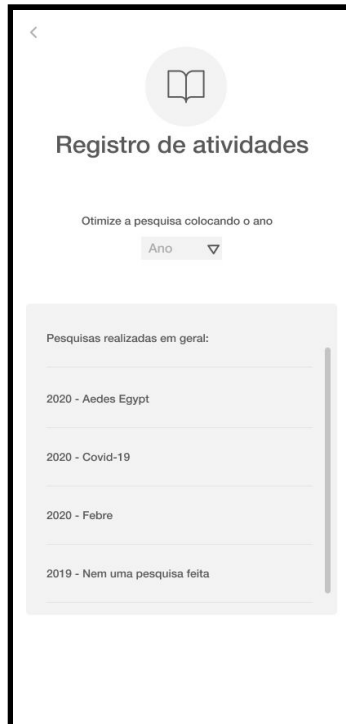 Registro de atividades
Otimize a pesquisa colocando o ano
Ano
Pesquisas realizadas em geral:
2020 - Aedes Egypt
2020 - Covid-19
2020 - Febre
2019 - Nem uma pesquisa feita